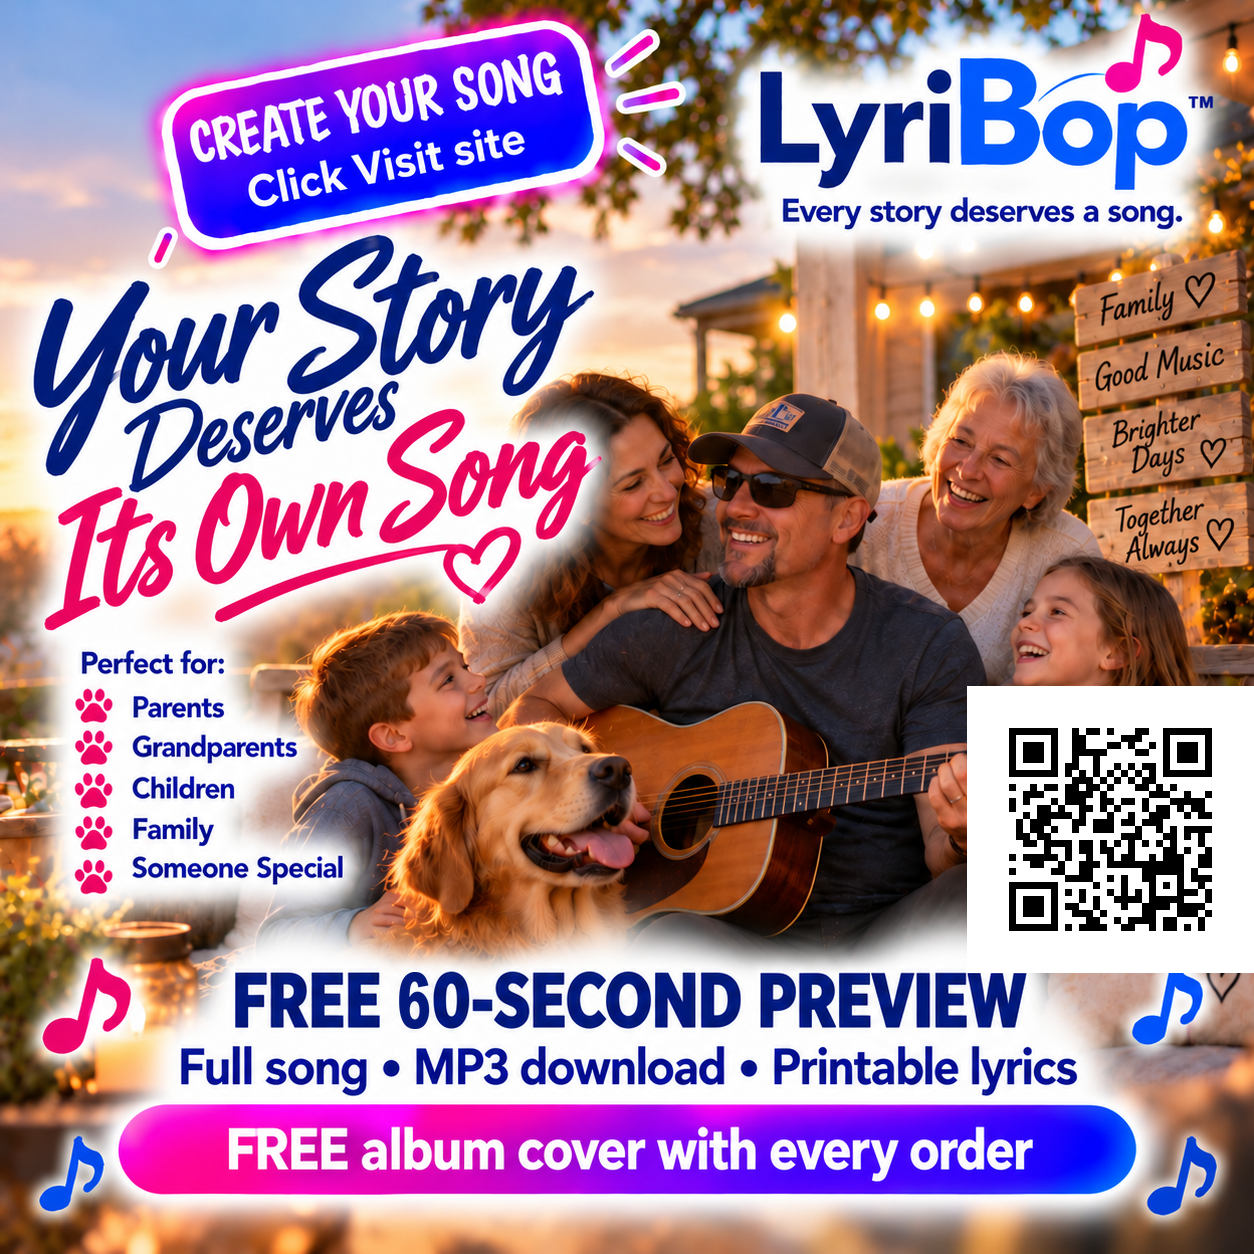 CREATE YOUR SONG
Click Visit site
LyriBop™
Every story deserves a song.
Your Story
Deserves
Its Own Song
Family
Good Music
Brighter
Days
Together
Always
Perfect for:
Parents
Grandparents
Children
Family
Someone Special
FREE 60-SECOND PREVIEW
Full song • MP3 download • Printable lyrics
FREE album cover with every order